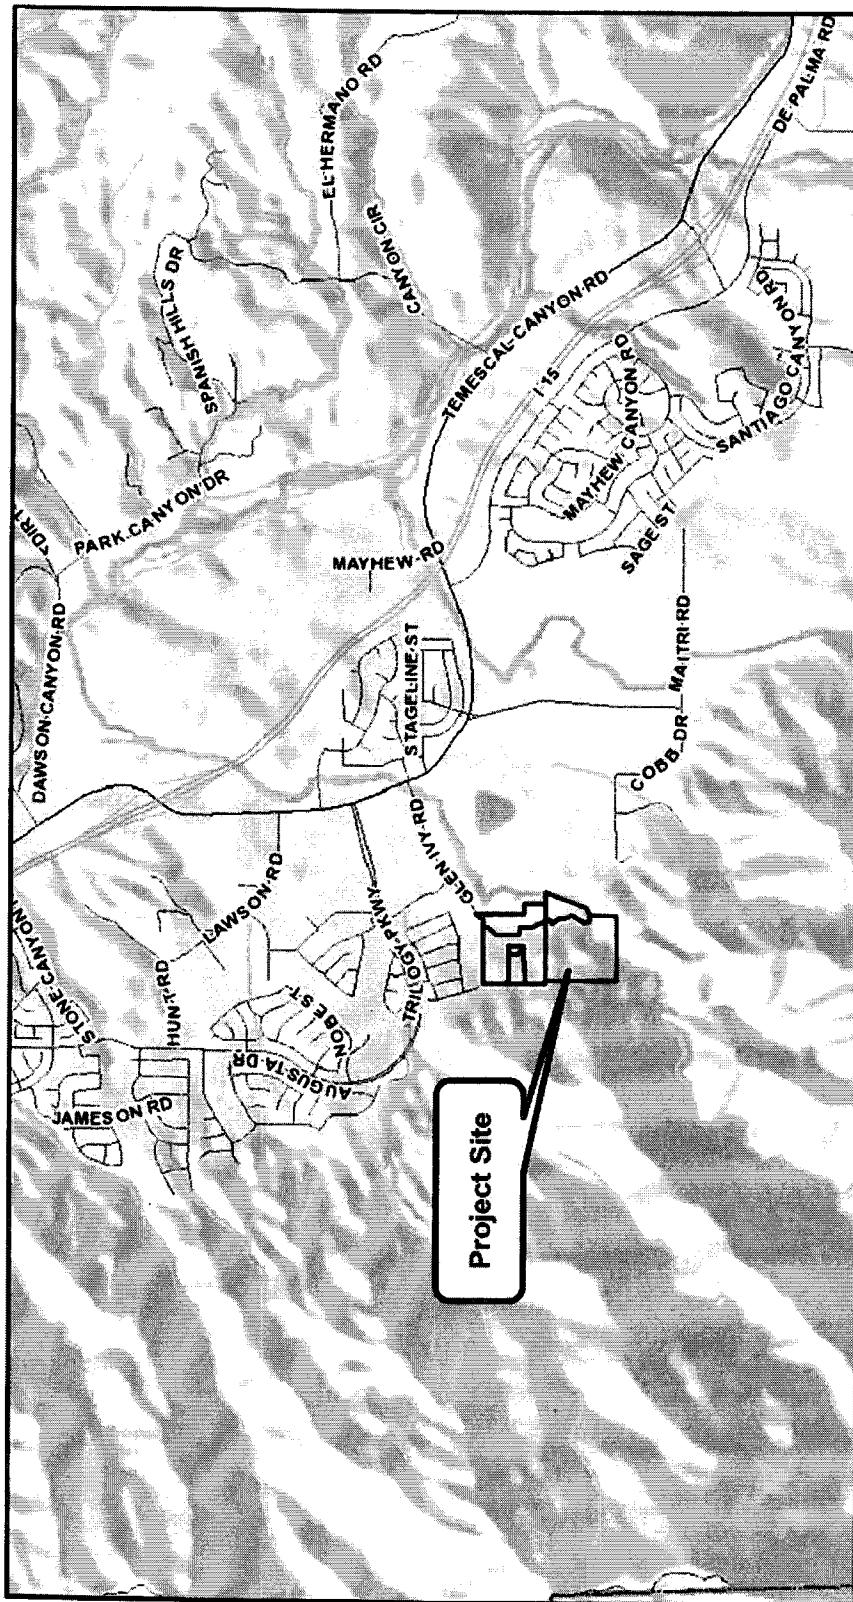 DE PALMA RD
EL HERMANO RD
CANYON CIR
SPANISH HILLS DR
TEMESCAL CANYON RD
I 15
SANTIAGO CANYON RD
MAYHEW CANYON RD
SAGE ST
PARK CANYON DR
DIRT
MAYHEW RD
DAWSON CANYON RD
STAGELINE ST
MAITRI RD
COBB DR
GLEN IVY RD
LAWSON RD
TRILOGY PKWY
STONE CANYON
HUNT RD
NOBE ST
AUGUSTA DR
JAMESON RD
Project Site